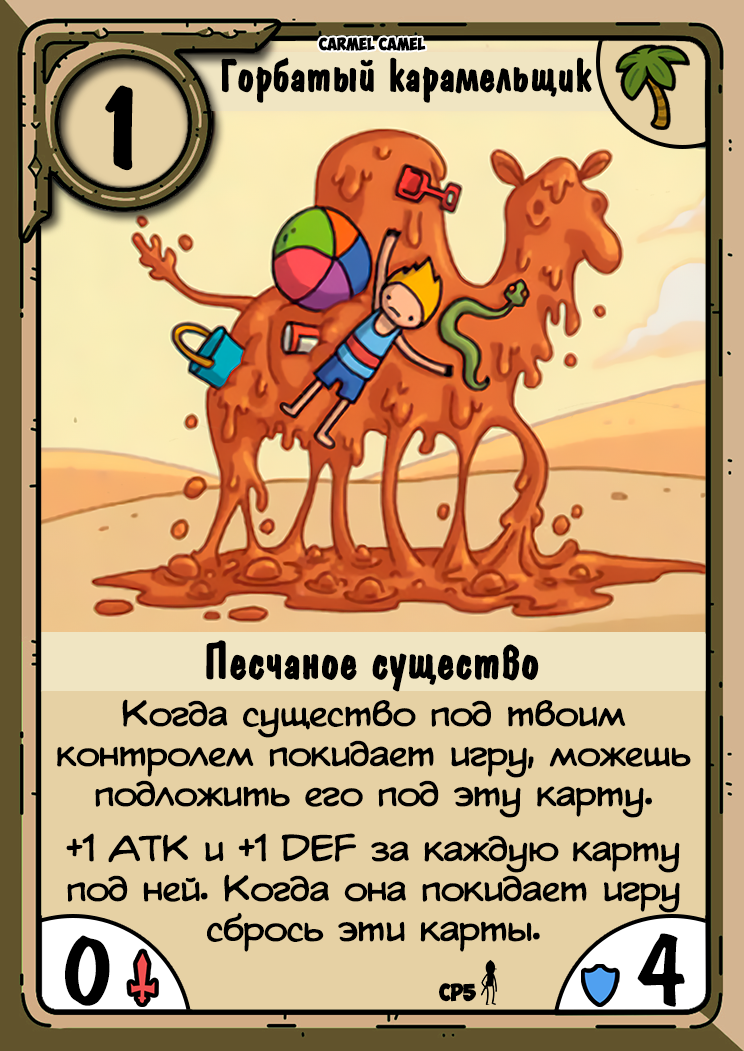 CARMEL CAMEL
Горбатый карамельщик
1
Песчаное существо
Когда существо под твоим
контролем покидает игру, можешь
подложить его под эту карту.
+1 ATK и +1 DEF за каждую карту
под ней. Когда она покидает игру
сбрось эти карты.
0
CP5
4